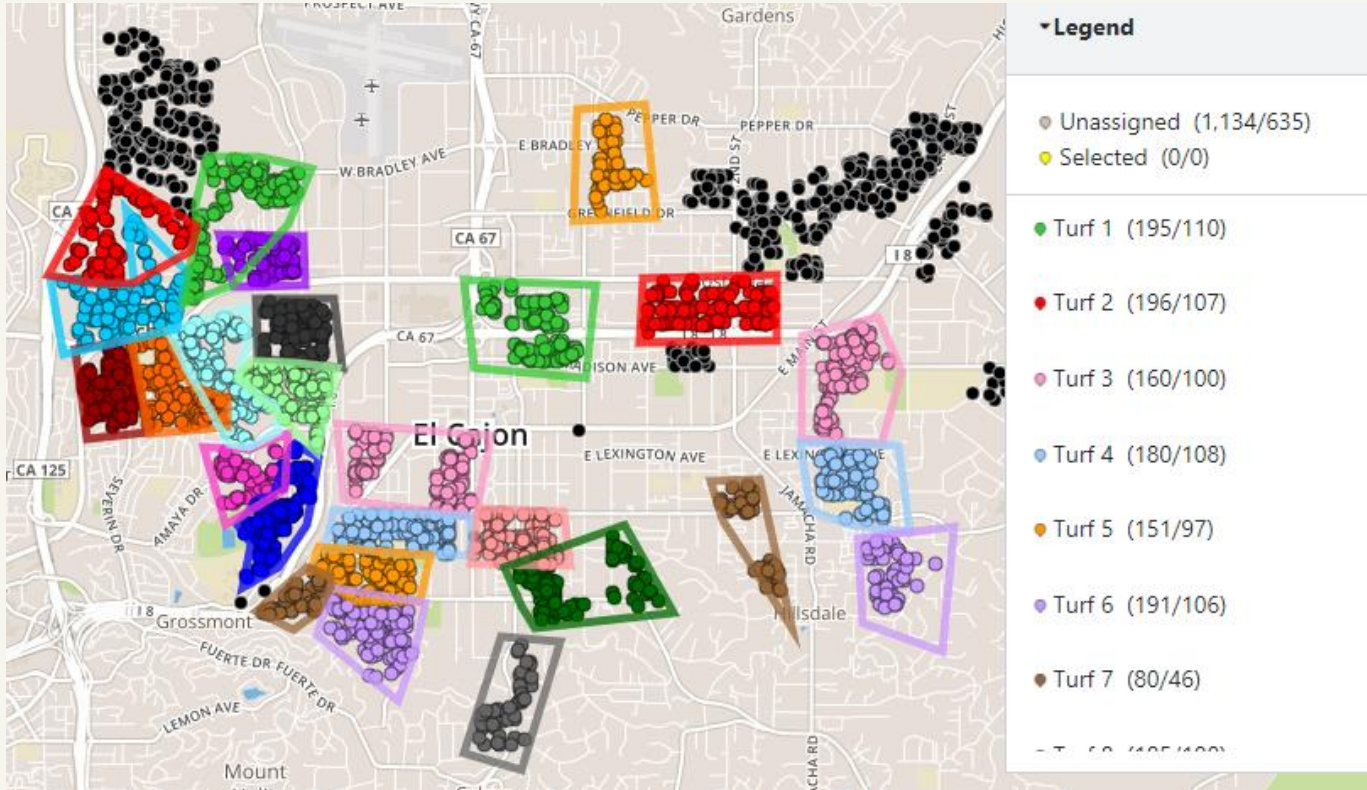 PROSPECT AVE
Gardens
CA-67
PEPPER DR
PEPPER DR
E BRADLEY
2ND ST
W BRADLEY AVE
GREENFIELD DR
CA 67
I 8
CA 67
I 8
I 8
MADISON AVE
E MAIN ST
El Cajon
E LEXINGTON AVE
CA 125
SEVERIN DR
AMAYA DR
JAMACHA RD
I 8
Grossmont
Hillsdale
FUERTE DR
FUERTE DR
LEMON AVE
Mount
Legend
Unassigned (1,134/635)
Selected (0/0)
Turf 1 (195/110)
Turf 2 (196/107)
Turf 3 (160/100)
Turf 4 (180/108)
Turf 5 (151/97)
Turf 6 (191/106)
Turf 7 (80/46)